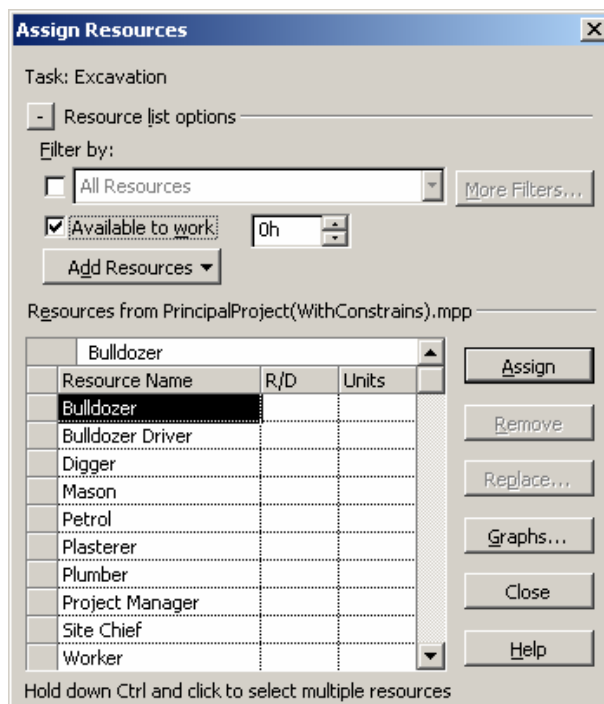 Assign Resources
Task: Excavation
- Resource list options
Filter by:
All Resources More Filters...
Available to work 0h
Add Resources
Resources from PrincipalProject(WithConstrains).mpp
Bulldozer
Resource Name R/D Units
Bulldozer
Bulldozer Driver
Digger
Mason
Petrol
Plasterer
Plumber
Project Manager
Site Chief
Worker
Assign
Remove
Replace...
Graphs...
Close
Help
Hold down Ctrl and click to select multiple resources